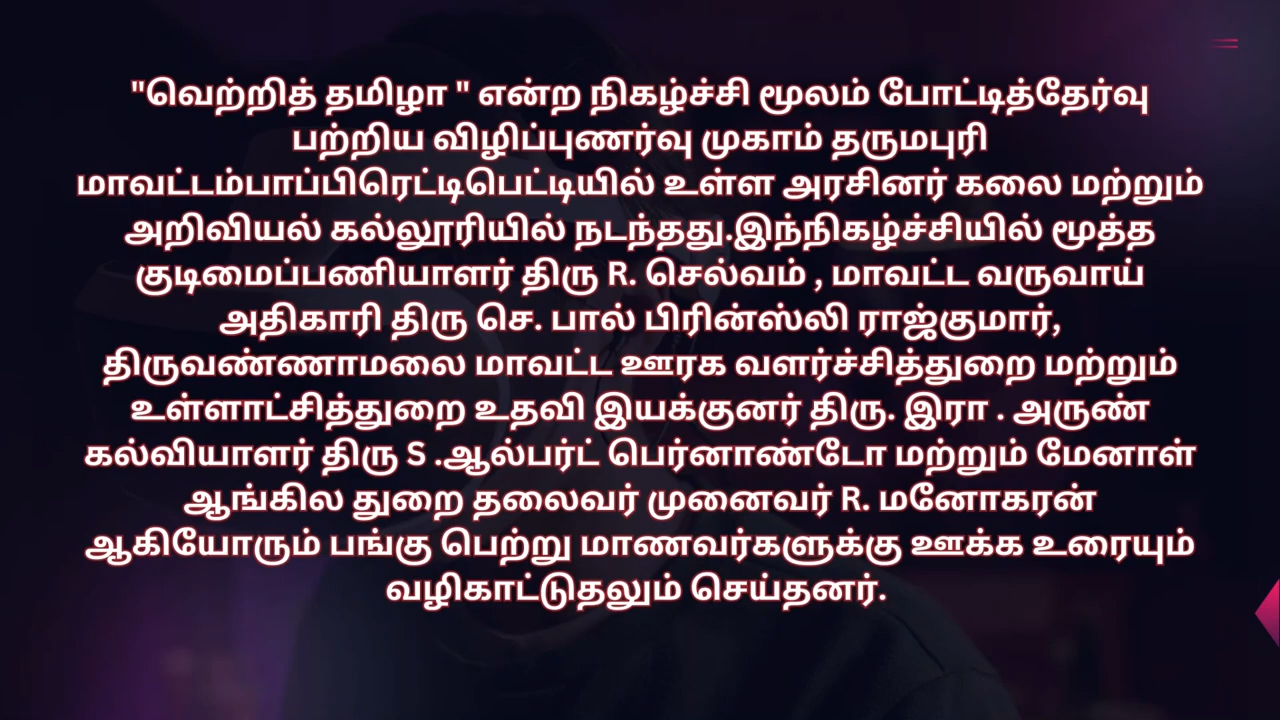 "வெற்றித் தமிழா " என்ற நிகழ்ச்சி மூலம் போட்டித்தேர்வு
பற்றிய விழிப்புணர்வு முகாம் தருமபுரி
மாவட்டம்பாப்பிரெட்டிபெட்டியில் உள்ள அரசினர் கலை மற்றும்
அறிவியல் கல்லூரியில் நடந்தது.இந்நிகழ்ச்சியில் மூத்த
குடிமைப்பணியாளர் திரு R. செல்வம் , மாவட்ட வருவாய்
அதிகாரி திரு செ. பால் பிரின்ஸ்லி ராஜ்குமார்,
திருவண்ணாமலை மாவட்ட ஊரக வளர்ச்சித்துறை மற்றும்
உள்ளாட்சித்துறை உதவி இயக்குனர் திரு. இரா . அருண்
கல்வியாளர் திரு S .ஆல்பர்ட் பெர்னாண்டோ மற்றும் மேனாள்
ஆங்கில துறை தலைவர் முனைவர் R. மனோகரன்
ஆகியோரும் பங்கு பெற்று மாணவர்களுக்கு ஊக்க உரையும்
வழிகாட்டுதலும் செய்தனர்.